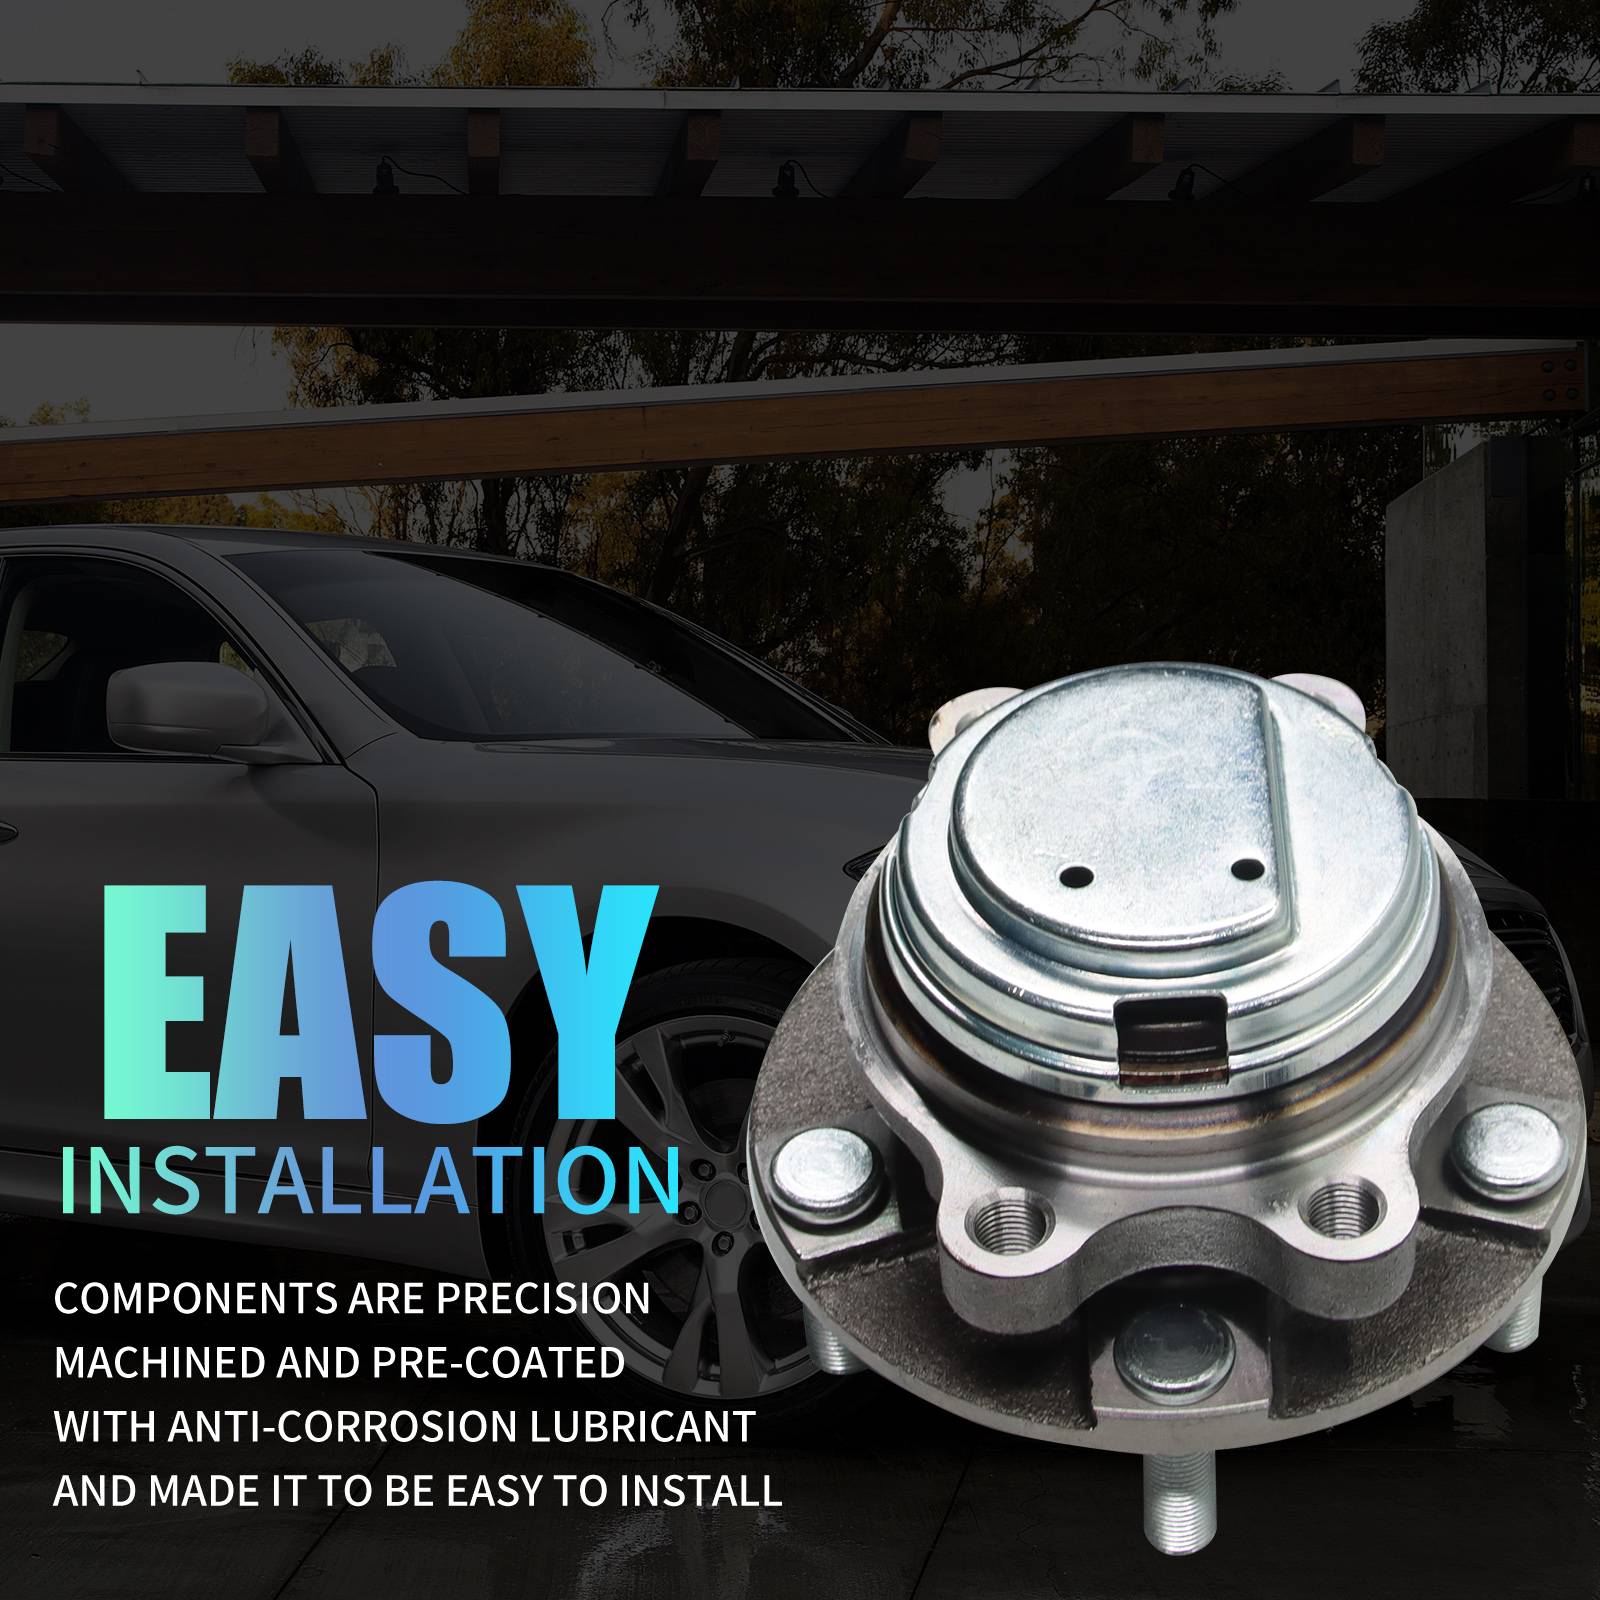 EASY
INSTALLATION
COMPONENTS ARE PRECISION
MACHINED AND PRE-COATED
WITH ANTI-CORROSION LUBRICANT
AND MADE IT TO BE EASY TO INSTALL